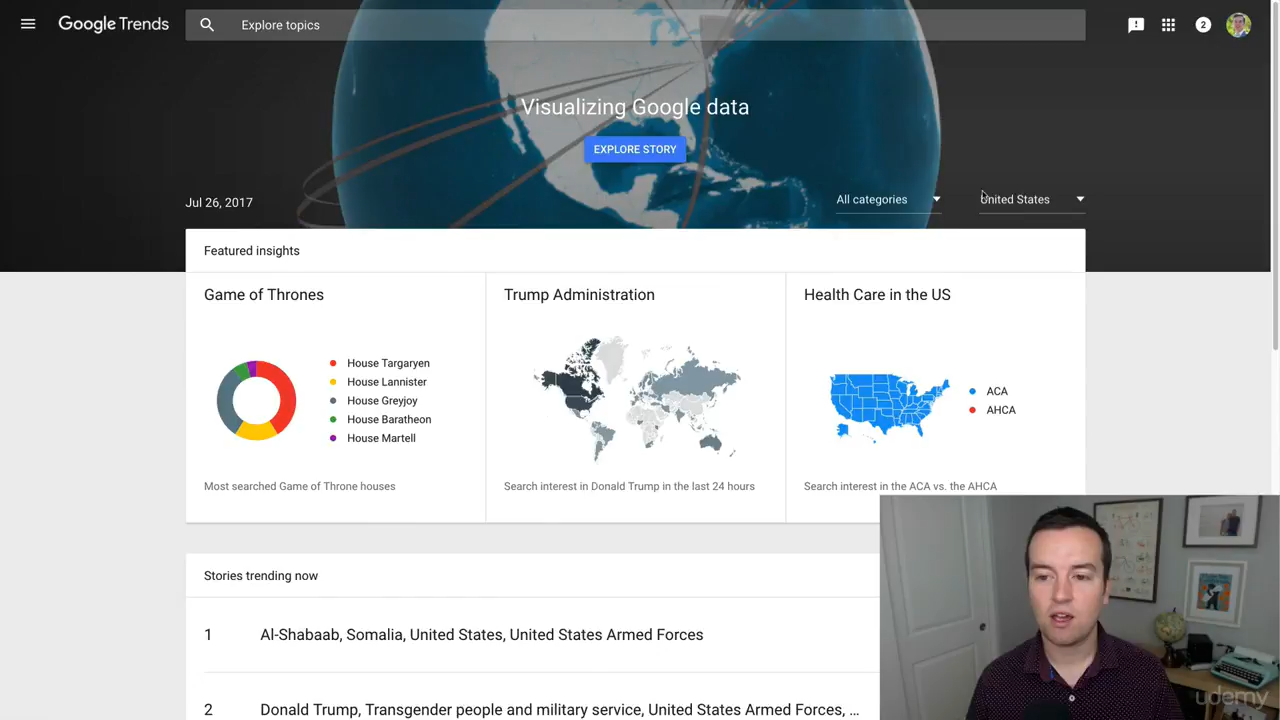 Google Trends
Explore topics
2
Visualizing Google data
EXPLORE STORY
Jul 26, 2017
All categories
United States
Featured insights
Game of Thrones
House Targaryen
House Lannister
House Greyjoy
House Baratheon
House Martell
Most searched Game of Throne houses
Trump Administration
Search interest in Donald Trump in the last 24 hours
Health Care in the US
ACA
AHCA
Search interest in the ACA vs. the AHCA
Stories trending now
1 Al-Shabaab, Somalia, United States, United States Armed Forces
2 Donald Trump, Transgender people and military service, United States Armed Forces, ...
udemy